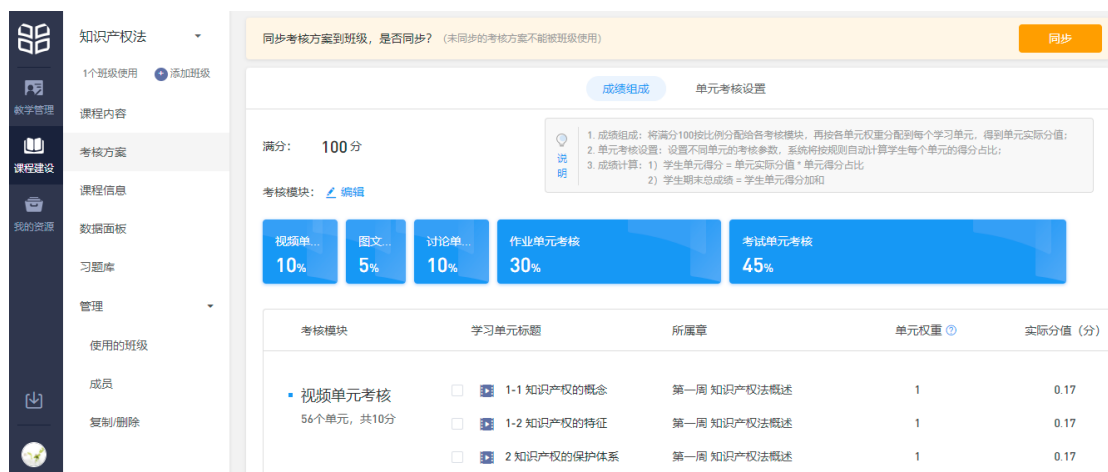 知识产权法
1个班级使用 添加班级
教学管理
课程建设
我的资源
课程内容
考核方案
课程信息
数据面板
习题库
管理
使用的班级
成员
复制/删除
同步考核方案到班级，是否同步？（未同步的考核方案不能被班级使用）
同步
成绩组成 单元考核设置
满分： 100 分
说明
1. 成绩组成：将满分100按比例分配给各考核模块，再按各单元权重分配到每个学习单元，得到单元实际分值；
2. 单元考核设置：设置不同单元的考核参数，系统将按规则自动计算学生每个单元的得分占比；
3. 成绩计算：1）学生单元得分 = 单元实际分值 * 单元得分占比
2）学生期末总成绩 = 学生单元得分加和
考核模块： 编辑
视频单... 图文... 讨论单... 作业单元考核 考试单元考核
10% 5% 10% 30% 45%
考核模块 学习单元标题 所属章 单元权重 实际分值（分）
视频单元考核
56个单元，共10分
1-1 知识产权的概念 第一周 知识产权法概述 1 0.17
1-2 知识产权的特征 第一周 知识产权法概述 1 0.17
2 知识产权的保护体系 第一周 知识产权法概述 1 0.17